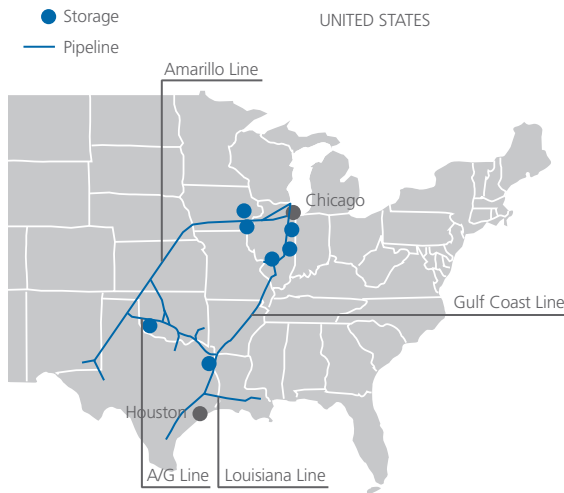 Storage
UNITED STATES
Pipeline
Amarillo Line
Chicago
Gulf Coast Line
Houston
A/G Line
Louisiana Line